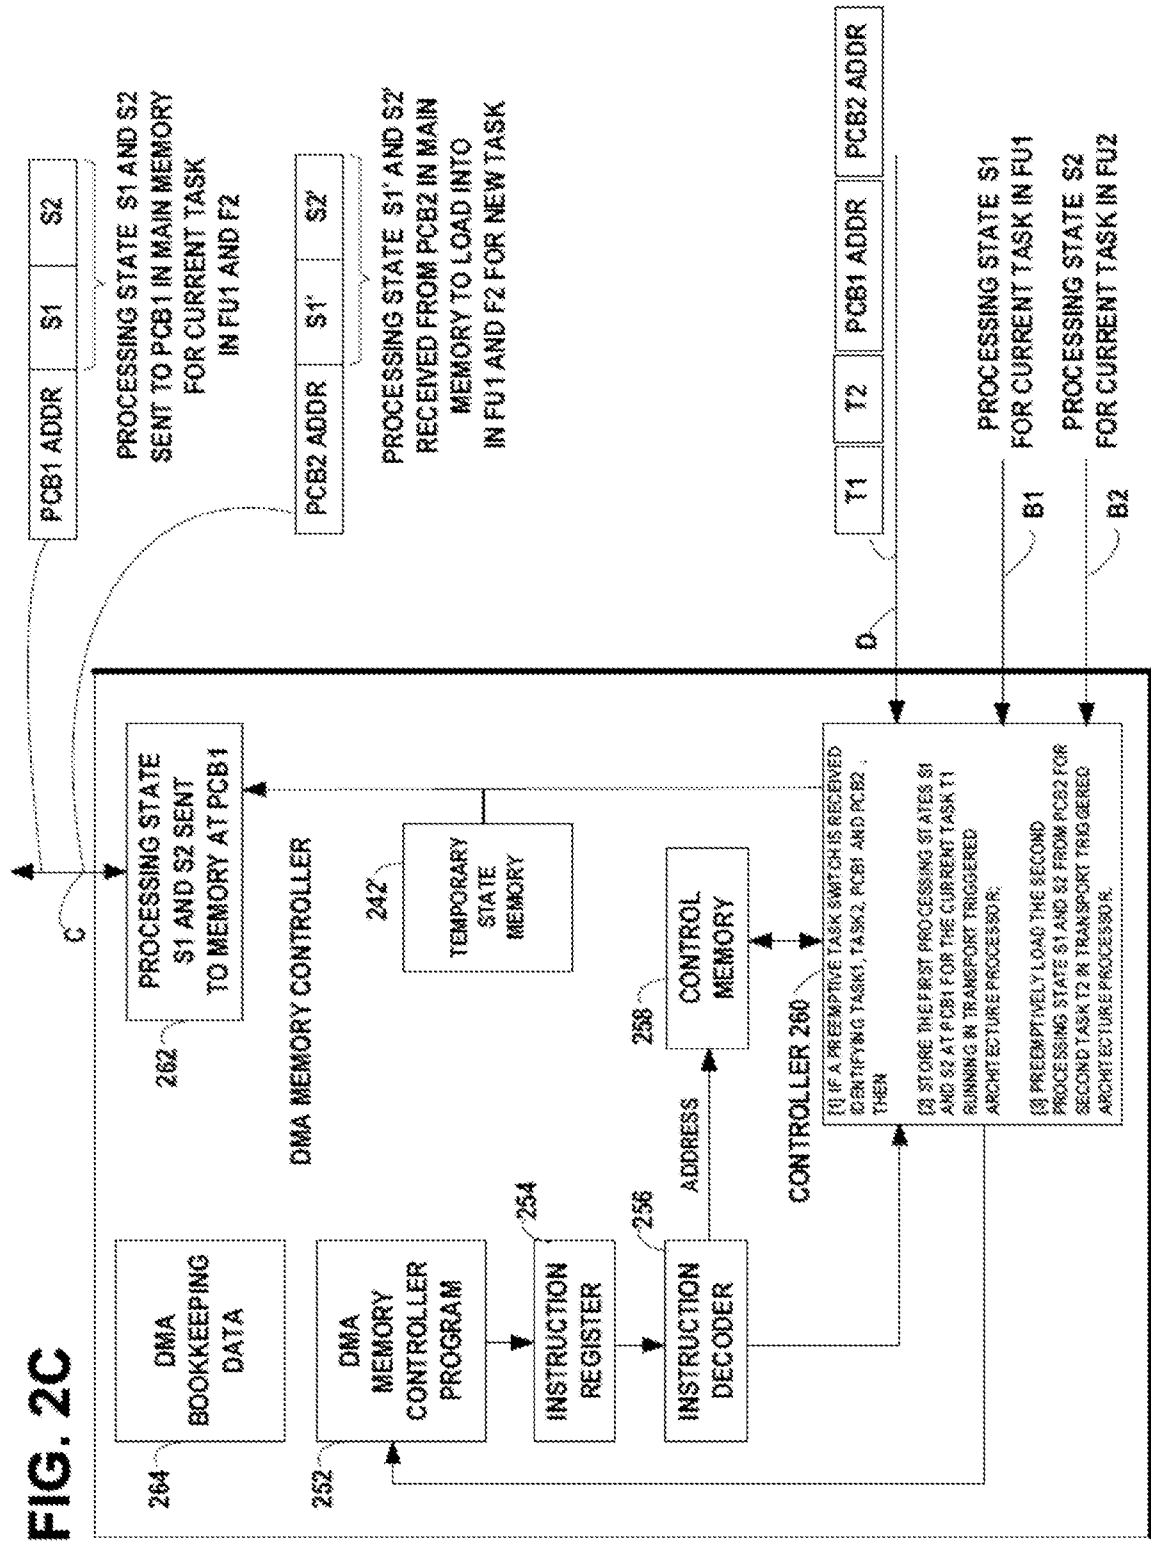 FIG. 2C
264
DMA
BOOKKEEPING
DATA
252
DMA
MEMORY
CONTROLLER
PROGRAM
254
INSTRUCTION
REGISTER
256
INSTRUCTION
DECODER
ADDRESS
258
CONTROL
MEMORY
DMA MEMORY CONTROLLER
262
PROCESSING STATE
S1 AND S2 SENT
TO MEMORY AT PCB1
242'
TEMPORARY
STATE
MEMORY
CONTROLLER 260
[1] IF A PREEMPTIVE TASK SWITCH IS RECEIVED
IDENTIFYING TASK1, TASK2, PCB1 AND PCB2 ,
THEN
[2] STORE THE FIRST PROCESSING STATES S1
AND S2 AT PCB1 FOR THE CURRENT TASK T1
RUNNING IN TRANSPORT TRIGGERED
ARCHITECTURE PROCESSOR;
[3] PREEMPTIVELY LOAD THE SECOND
PROCESSING STATE S1 AND S2 FROM PCB2 FOR
SECOND TASK T2 IN TRANSPORT TRIGGERED
ARCHITECTURE PROCESSOR.
C
PCB1 ADDR S1 S2
PROCESSING STATE S1 AND S2
SENT TO PCB1 IN MAIN MEMORY
FOR CURRENT TASK
IN FU1 AND F2
PCB2 ADDR S1' S2'
PROCESSING STATE S1' AND S2'
RECEIVED FROM PCB2 IN MAIN
MEMORY TO LOAD INTO
IN FU1 AND F2 FOR NEW TASK
T1 T2 PCB1 ADDR PCB2 ADDR
D
PROCESSING STATE S1
FOR CURRENT TASK IN FU1
B1
PROCESSING STATE S2
FOR CURRENT TASK IN FU2
B2